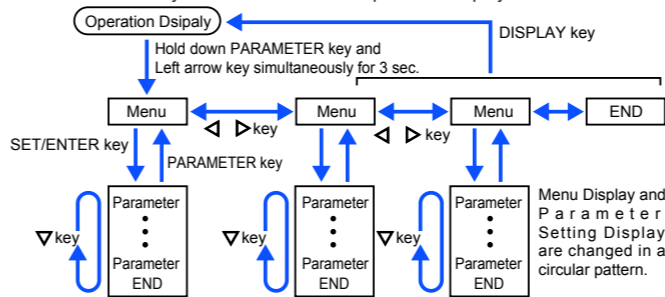 Operation Dsipaly
DISPLAY key
Hold down PARAMETER key and
Left arrow key simultaneously for 3 sec.
Menu
Menu
Menu
END
◁ ▷ key
◁ ▷ key
SET/ENTER key
PARAMETER key
Parameter
Parameter
END
▽ key
Parameter
Parameter
END
▽ key
Parameter
Parameter
END
▽ key
Menu Display and
Parameter
Setting Display
are changed in a
circular pattern.